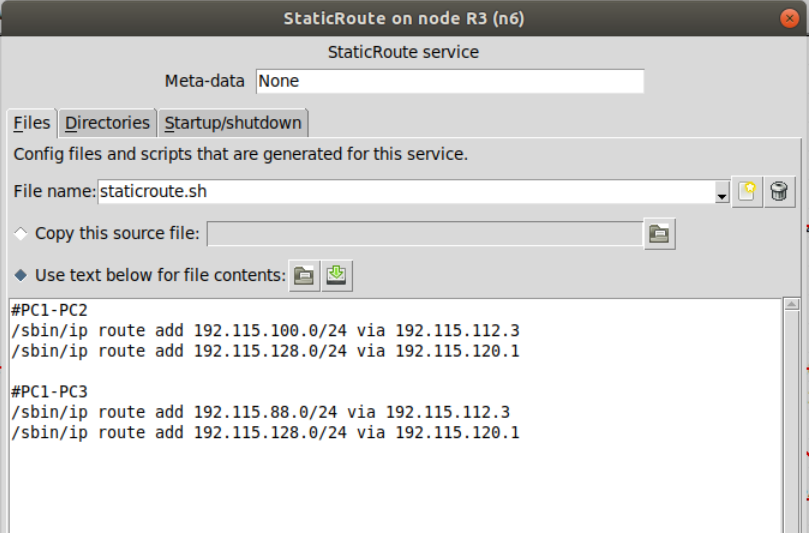 StaticRoute on node R3 (n6)
StaticRoute service
Meta-data None
Files Directories Startup/shutdown
Config files and scripts that are generated for this service.
File name: staticroute.sh
Copy this source file:
Use text below for file contents:
#PC1-PC2
/sbin/ip route add 192.115.100.0/24 via 192.115.112.3
/sbin/ip route add 192.115.128.0/24 via 192.115.120.1
#PC1-PC3
/sbin/ip route add 192.115.88.0/24 via 192.115.112.3
/sbin/ip route add 192.115.128.0/24 via 192.115.120.1